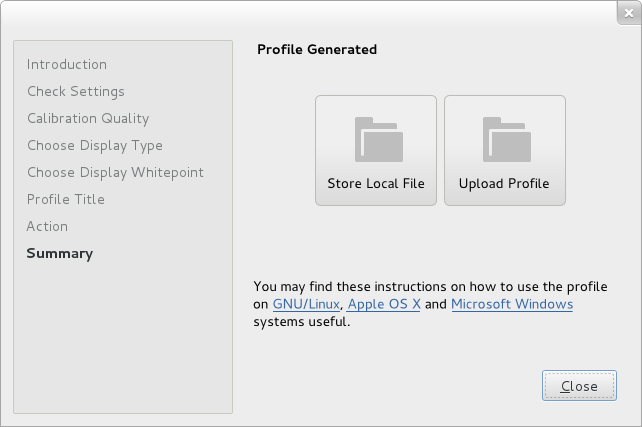 Introduction
Check Settings
Calibration Quality
Choose Display Type
Choose Display Whitepoint
Profile Title
Action
Summary
Profile Generated
Store Local File
Upload Profile
You may find these instructions on how to use the profile
on GNU/Linux, Apple OS X and Microsoft Windows
systems useful.
Close